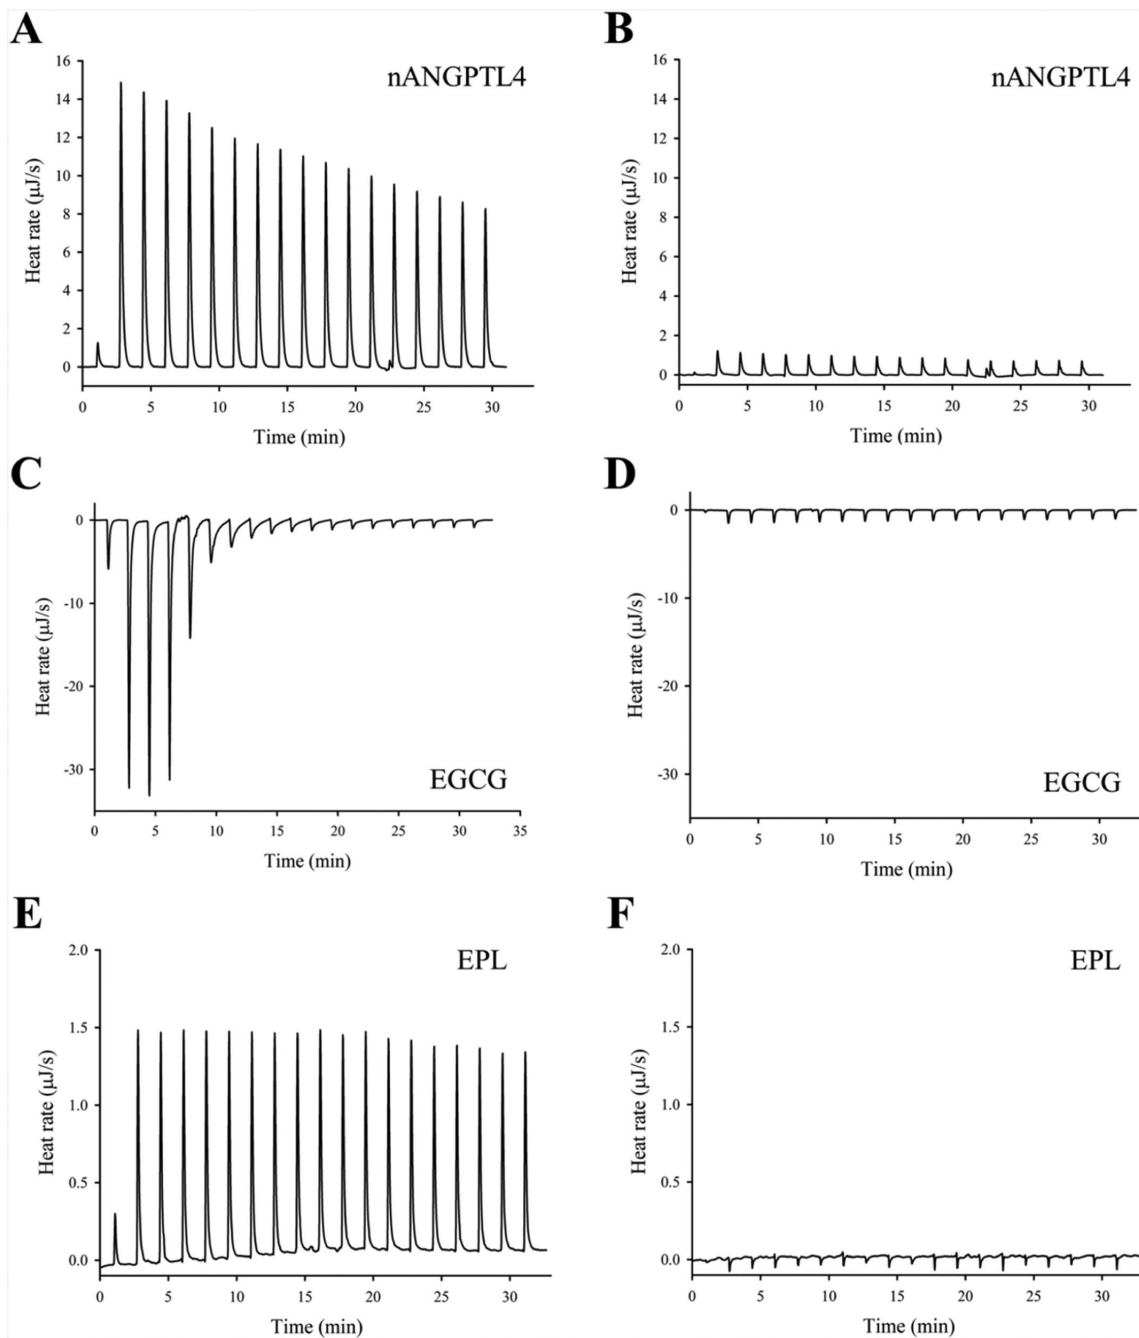 A
nANGPTL4
16
14
12
10
8
6
4
2
0
Heat rate (µJ/s)
0 5 10 15 20 25 30
Time (min)
B
nANGPTL4
16
14
12
10
8
6
4
2
0
Heat rate (µJ/s)
0 5 10 15 20 25 30
Time (min)
C
0
-10
-20
-30
Heat rate (µJ/s)
EGCG
0 5 10 15 20 25 30 35
Time (min)
D
0
-10
-20
-30
Heat rate (µJ/s)
EGCG
0 5 10 15 20 25 30
Time (min)
E
EPL
2.0
1.5
1.0
0.5
0.0
Heat rate (µJ/s)
0 5 10 15 20 25 30
Time (min)
F
EPL
2.0
1.5
1.0
0.5
0.0
Heat rate (µJ/s)
0 5 10 15 20 25 30
Time (min)